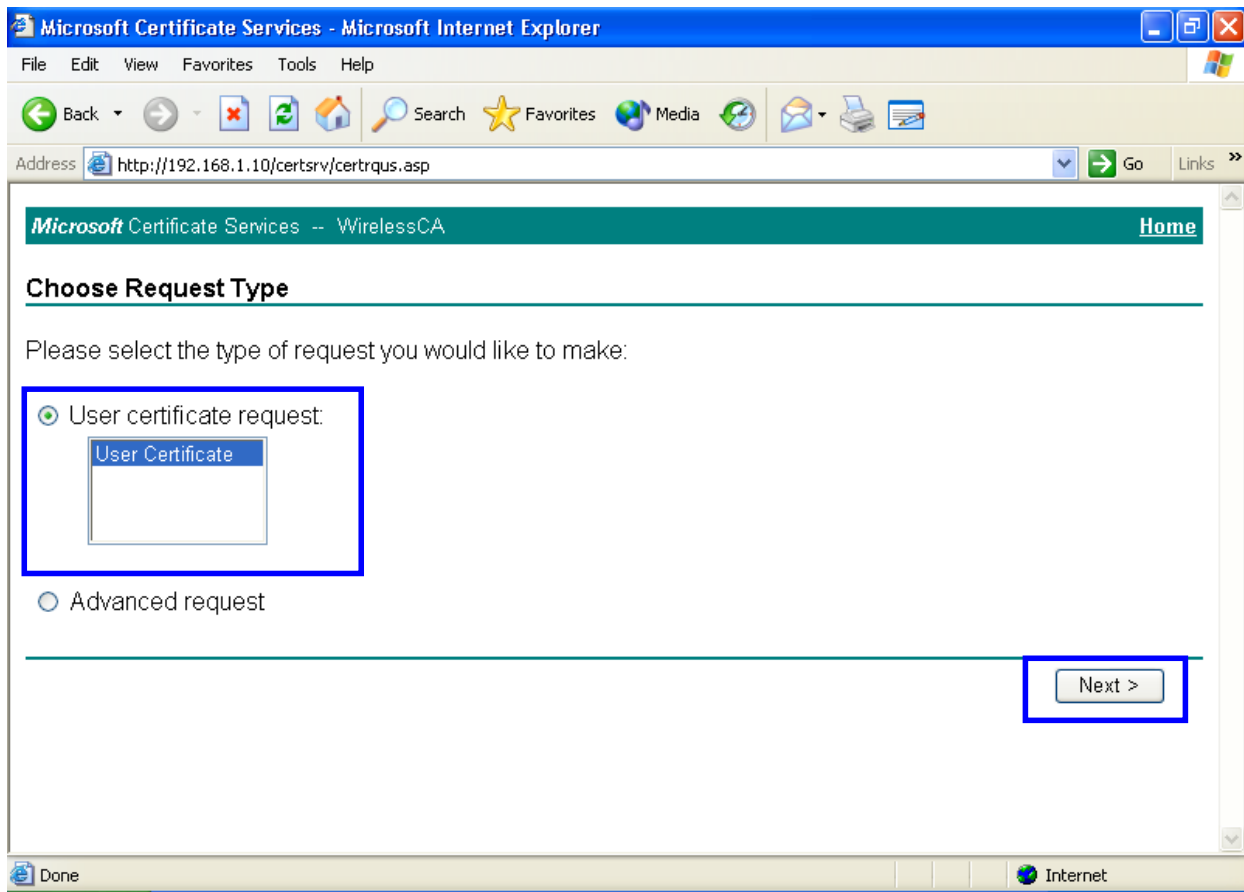 Microsoft Certificate Services - Microsoft Internet Explorer
File Edit View Favorites Tools Help
Back Search Favorites Media
Address http://192.168.1.10/certsrv/certrqus.asp Go Links »
Microsoft Certificate Services -- WirelessCA Home
Choose Request Type
Please select the type of request you would like to make:
User certificate request:
User Certificate
Advanced request
Next >
Done Internet